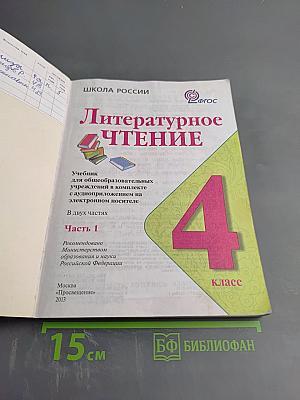 ШКОЛА РОССИИ
ФГОС
Литературное
ЧТЕНИЕ
Учебник
для общеобразовательных
учреждений в комплекте
с аудиоприложением на
электронном носителе
В двух частях
Часть 1
Рекомендовано
Министерством
образования и науки
Российской Федерации
4
класс
Москва
«Просвещение»
2013
15 см
БФ БИБЛИОФАН